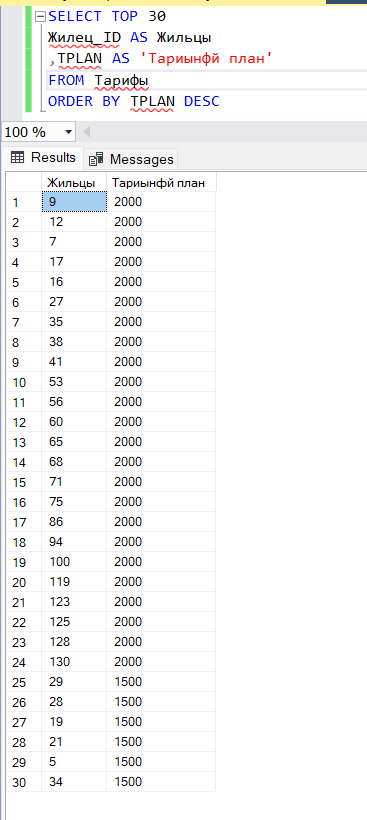 SELECT TOP 30
Жилец_ID AS Жильцы
,TPLAN AS 'Тариынфй план'
FROM Тарифы
ORDER BY TPLAN DESC
100 %
Results Messages
Жильцы Тариынфй план
1 9 2000
2 12 2000
3 7 2000
4 17 2000
5 16 2000
6 27 2000
7 35 2000
8 38 2000
9 41 2000
10 53 2000
11 56 2000
12 60 2000
13 65 2000
14 68 2000
15 71 2000
16 75 2000
17 86 2000
18 94 2000
19 100 2000
20 119 2000
21 123 2000
22 125 2000
23 128 2000
24 130 2000
25 29 1500
26 28 1500
27 19 1500
28 21 1500
29 5 1500
30 34 1500